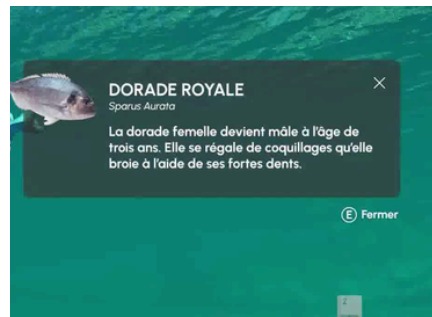 DORADE ROYALE
Sparus Aurata
La dorade femelle devient mâle à l'âge de
trois ans. Elle se régale de coquillages qu'elle
broie à l'aide de ses fortes dents.
E Fermer